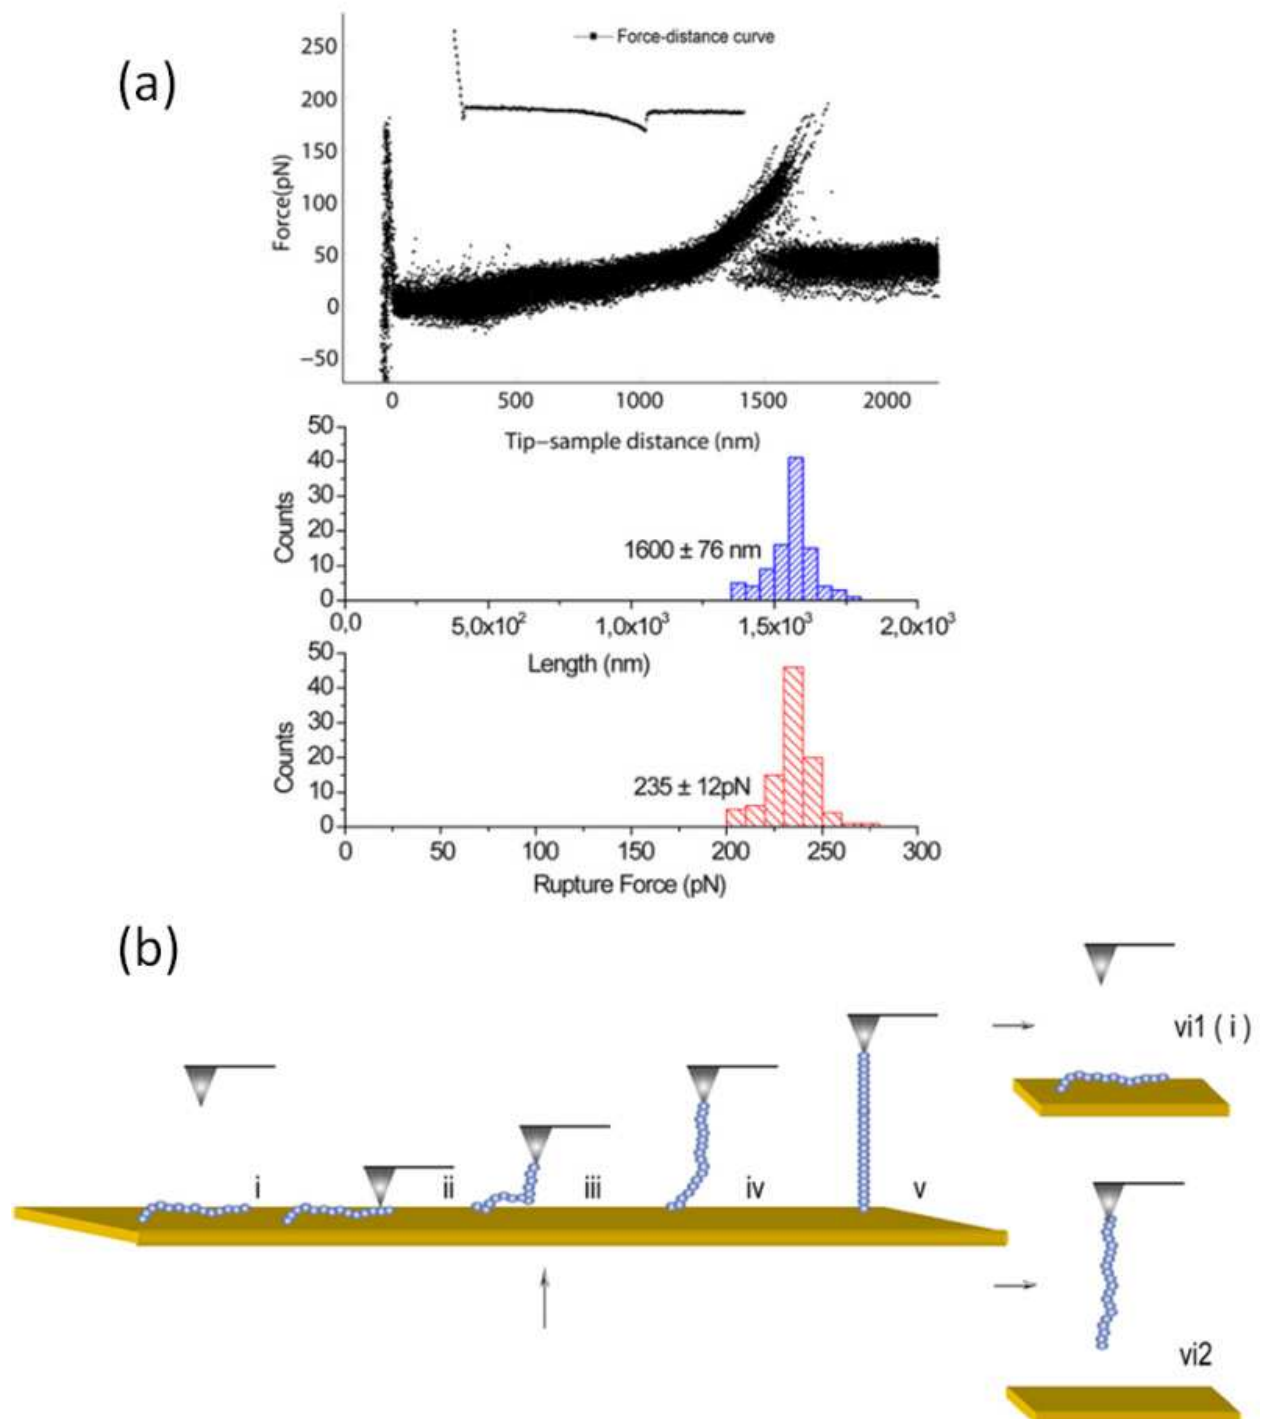 (a)
Force-distance curve
250
200
150
100
50
0
−50
Force(pN)
0 500 1000 1500 2000
Tip−sample distance (nm)
50
40
30
20
10
0
Counts
1600 ± 76 nm
0,0 5,0x10² 1,0x10³ 1,5x10³ 2,0x10³
Length (nm)
50
40
30
20
10
0
Counts
235 ± 12pN
0 50 100 150 200 250 300
Rupture Force (pN)
(b)
vi1 ( i )
i ii iii iv v
vi2